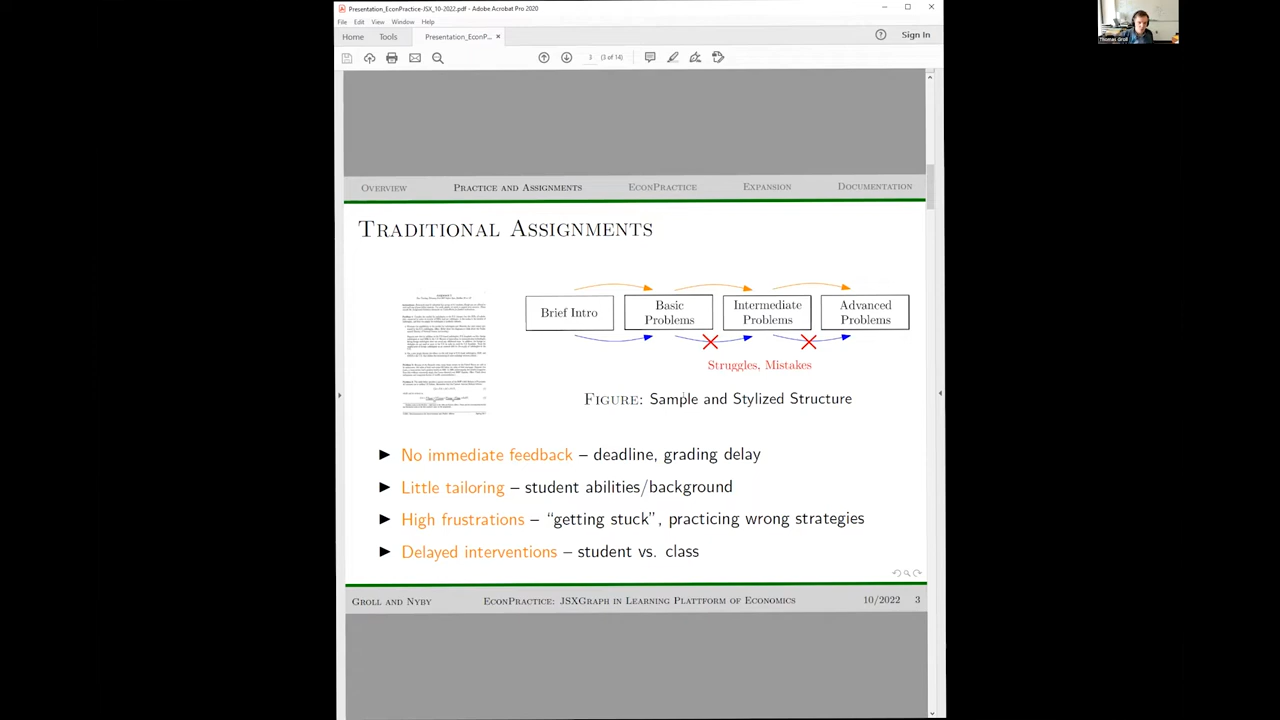 Presentation_EconPractice-JSX_10-2022.pdf - Adobe Acrobat Pro 2020
File Edit View Window Help
Home Tools Presentation_EconP... ×
Sign In
3 (3 of 14)
Thomas Groll
Overview Practice and Assignments EconPractice Expansion Documentation
Traditional Assignments
Brief Intro
Basic Problems
Intermediate Problems
Problems
Struggles, Mistakes
Figure: Sample and Stylized Structure
► No immediate feedback – deadline, grading delay
► Little tailoring – student abilities/background
► High frustrations – “getting stuck”, practicing wrong strategies
► Delayed interventions – student vs. class
Groll and Nyby EconPractice: JSXGraph in Learning Plattform of Economics 10/2022 3